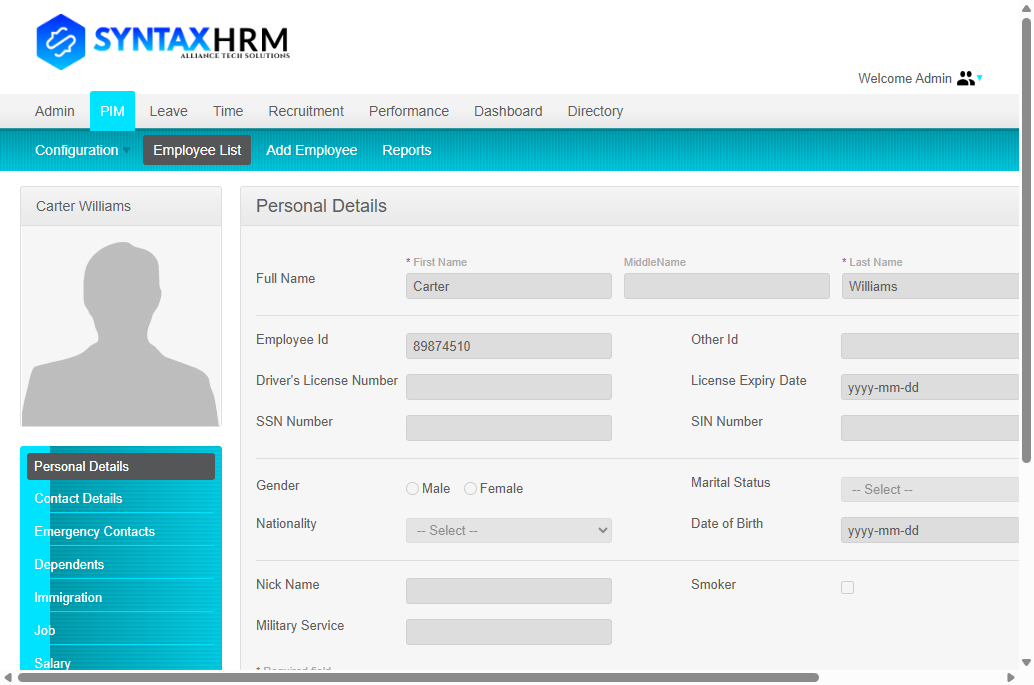 SYNTAXHRM
ALLIANCE TECH SOLUTIONS
Welcome Admin
Admin PIM Leave Time Recruitment Performance Dashboard Directory
Configuration Employee List Add Employee Reports
Carter Williams
Personal Details
* First Name MiddleName * Last Name
Full Name Carter Williams
Employee Id 89874510 Other Id
Driver's License Number License Expiry Date yyyy-mm-dd
SSN Number SIN Number
Gender Male Female Marital Status -- Select --
Nationality -- Select -- Date of Birth yyyy-mm-dd
Nick Name Smoker
Military Service
* Required field
Personal Details
Contact Details
Emergency Contacts
Dependents
Immigration
Job
Salary